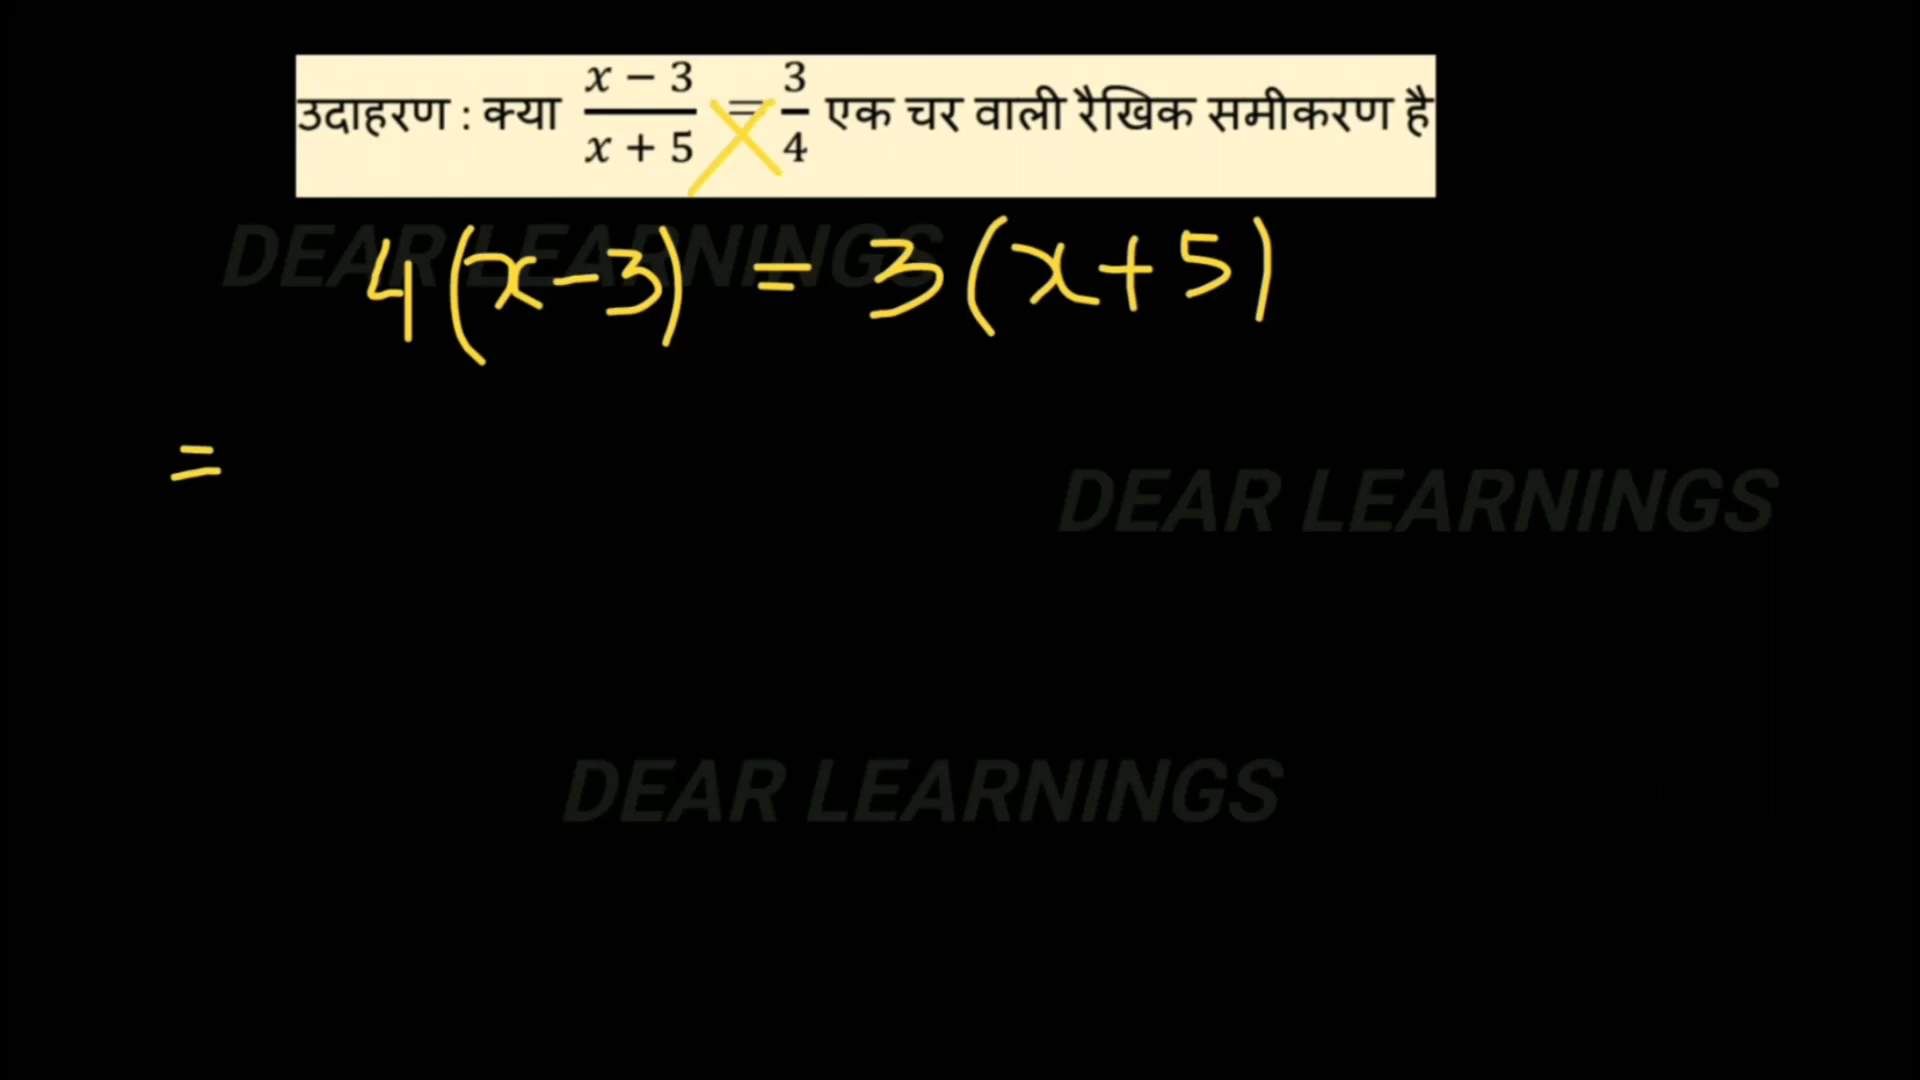 उदाहरण : क्या (x − 3)/(x + 5) = 3/4 एक चर वाली रैखिक समीकरण है
DEAR LEARNINGS
4(x-3) = 3(x+5)
=
DEAR LEARNINGS
DEAR LEARNINGS